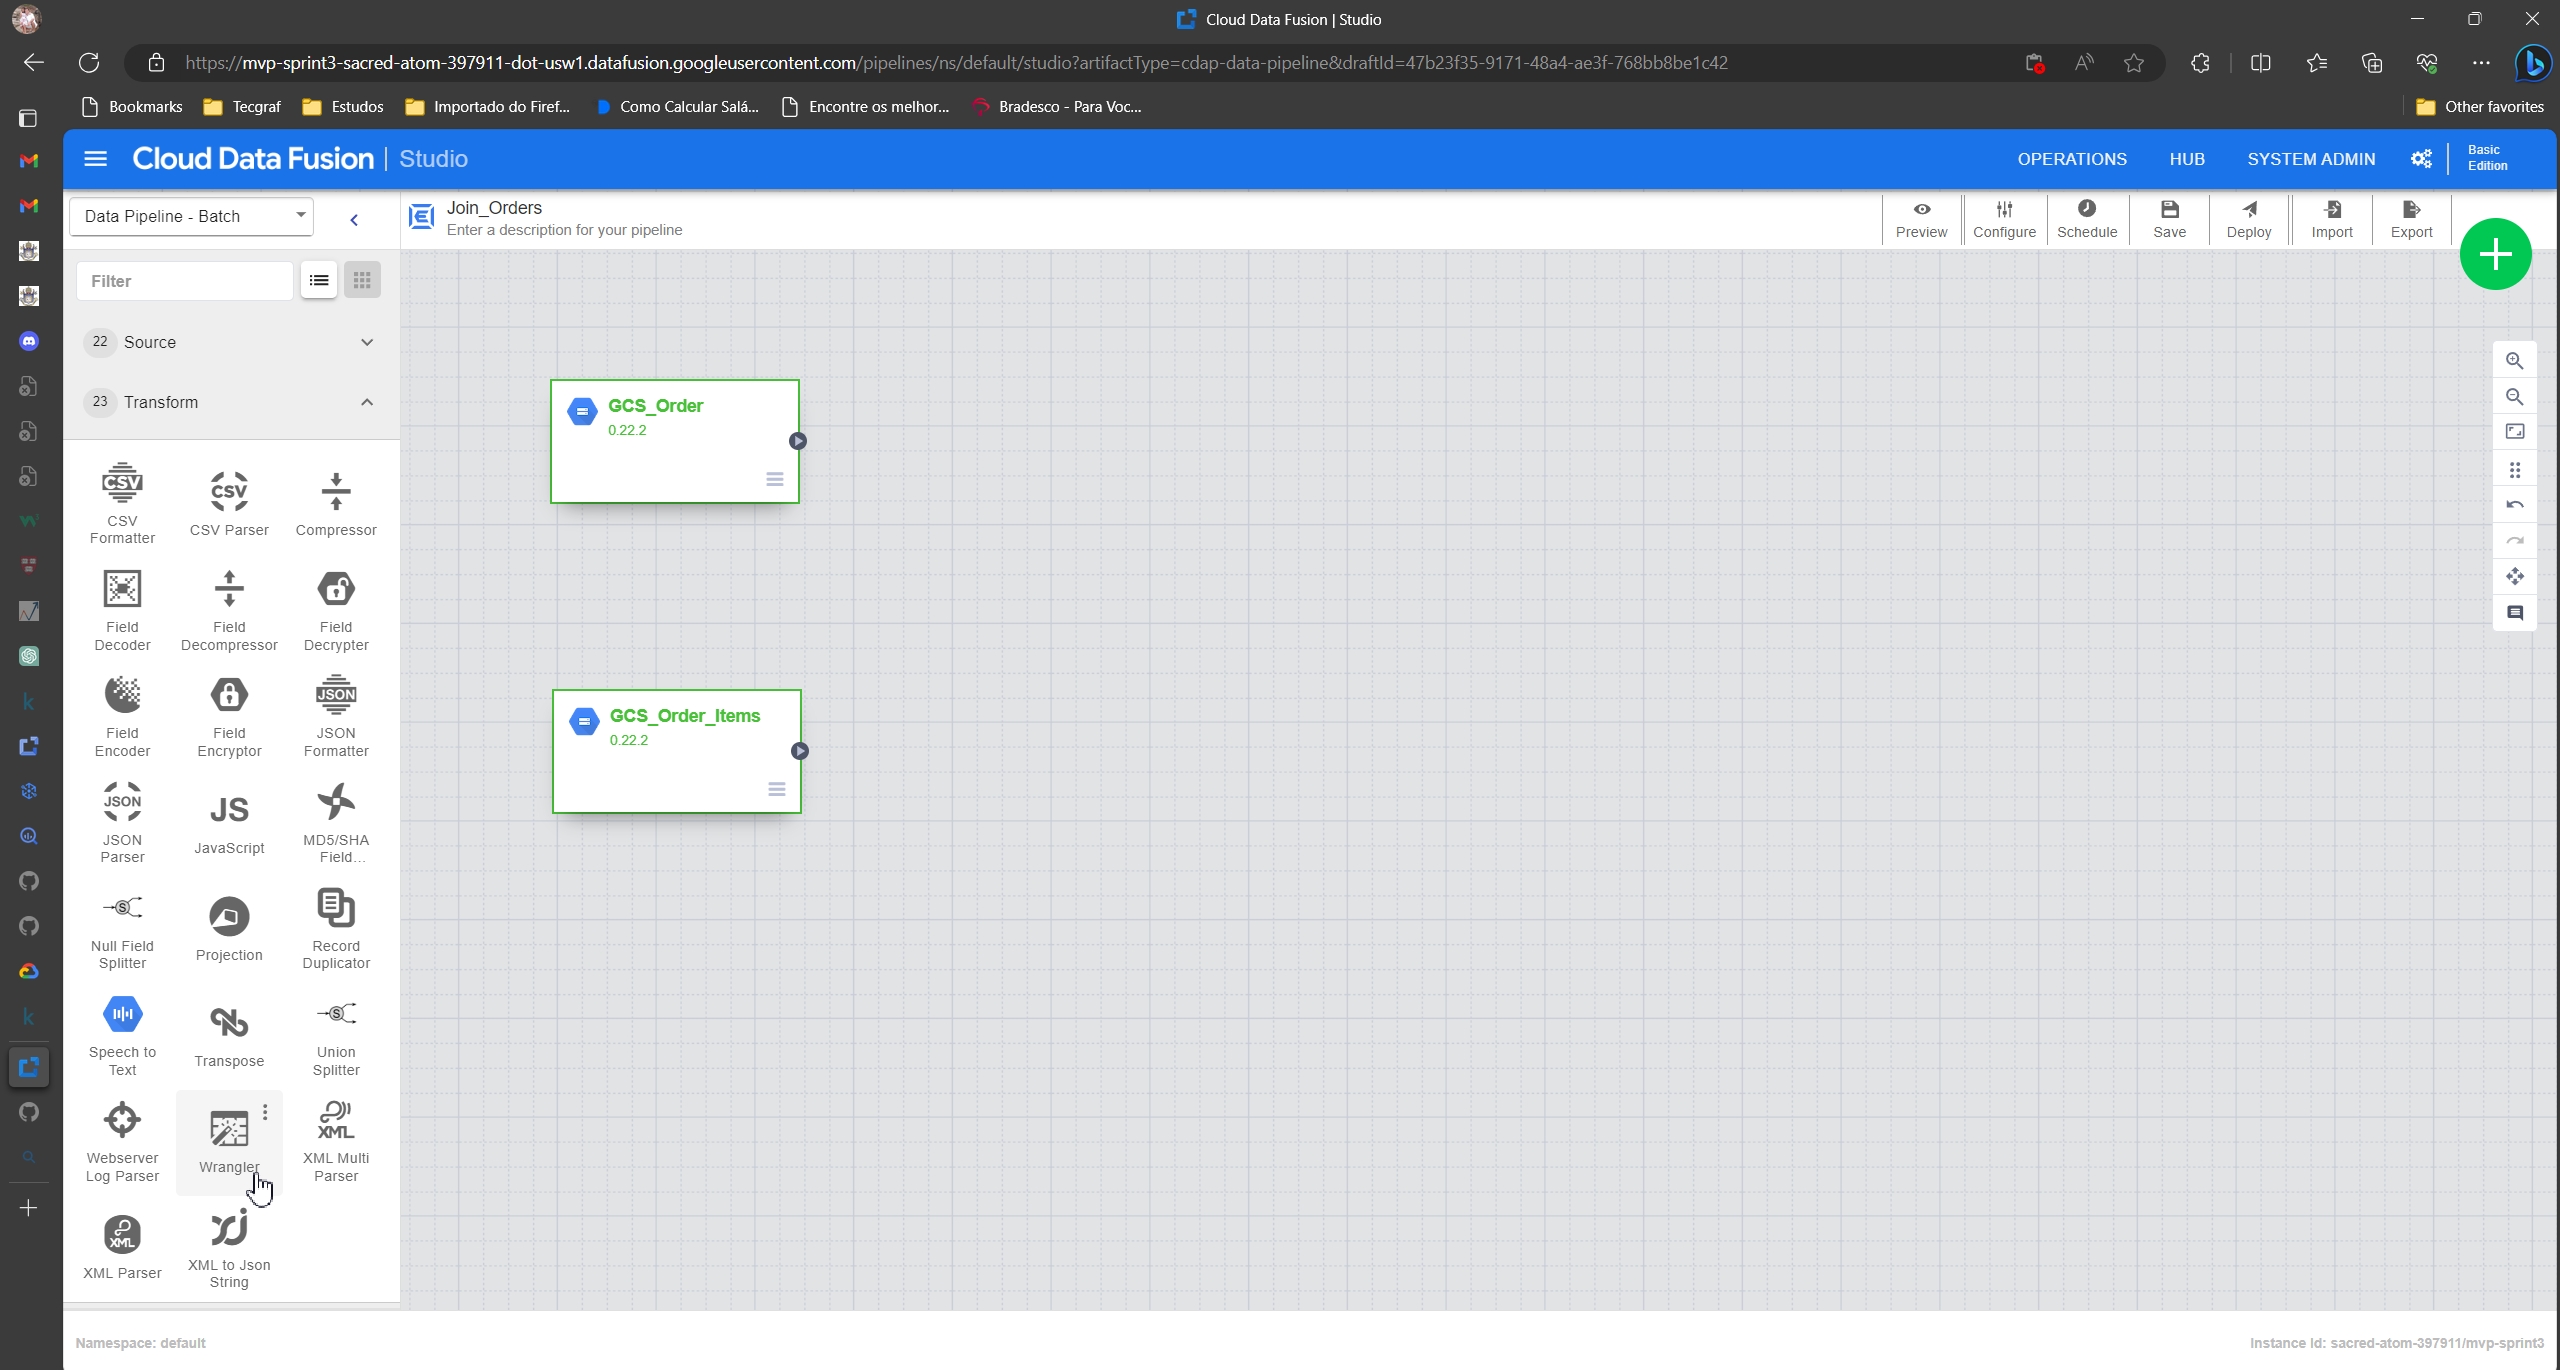 Cloud Data Fusion | Studio
https://mvp-sprint3-sacred-atom-397911-dot-usw1.datafusion.googleusercontent.com/pipelines/ns/default/studio?artifactType=cdap-data-pipeline&draftId=47b23f35-9171-48a4-ae3f-768bb8be1c42
Bookmarks
Tecgraf
Estudos
Importado do Firef...
Como Calcular Salá...
Encontre os melhor...
Bradesco - Para Voc...
Other favorites
Cloud Data Fusion | Studio
OPERATIONS
HUB
SYSTEM ADMIN
Basic
Edition
Data Pipeline - Batch
Join_Orders
Enter a description for your pipeline
Preview
Configure
Schedule
Save
Deploy
Import
Export
Filter
22 Source
23 Transform
CSV
CSV
Formatter
CSV
CSV Parser
Compressor
Field
Decoder
Field
Decompressor
Field
Decrypter
Field
Encoder
Field
Encryptor
JSON
JSON
Formatter
JSON
JSON
Parser
JS
JavaScript
MD5/SHA
Field...
S
Null Field
Splitter
Projection
Record
Duplicator
Speech to
Text
Transpose
S
Union
Splitter
Webserver
Log Parser
Wrangler
XML
XML Multi
Parser
XML
XML Parser
XML to Json
String
GCS_Order
0.22.2
GCS_Order_Items
0.22.2
Namespace: default
Instance Id: sacred-atom-397911/mvp-sprint3